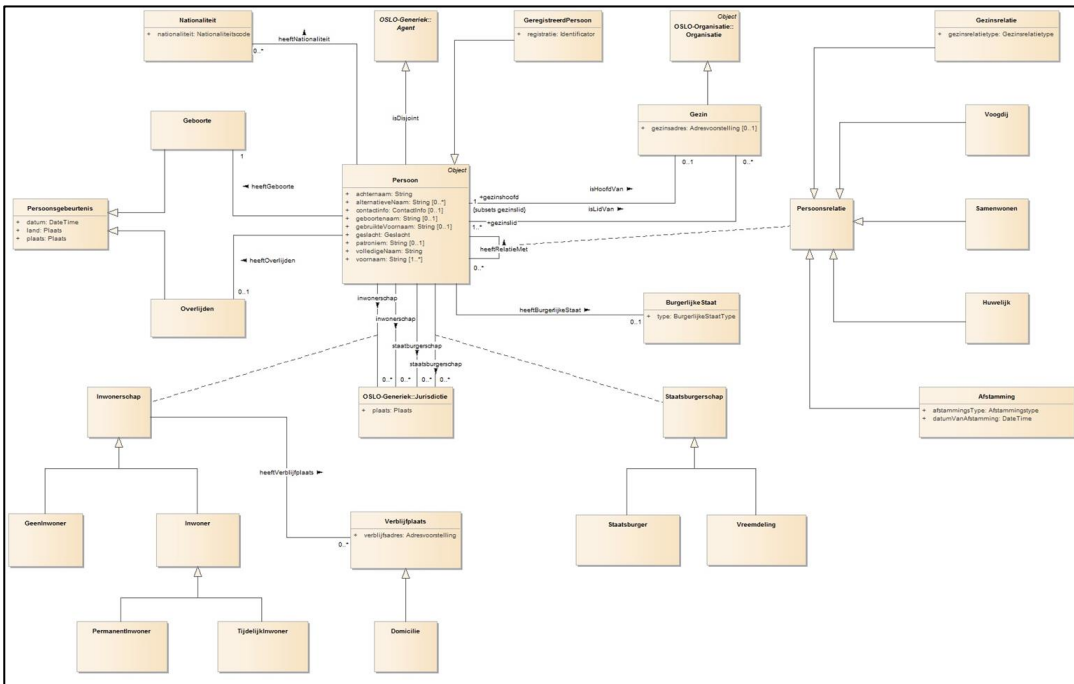 Nationaliteit
+ nationaliteit: Nationaliteitscode
heeftNationaliteit
0..*
OSLO-Generiek::
Agent
isDisjoint
GeregistreerdPersoon
+ registratie: Identificator
Object
OSLO-Organisatie::
Organisatie
Gezinsrelatie
+ gezinsrelatietype: Gezinsrelatietype
Geboorte
1
heeftGeboorte
Gezin
+ gezinsadres: Adresvoorstelling [0..1]
0..1
0..*
Voogdij
Persoonsgebeurtenis
+ datum: DateTime
+ land: Plaats
+ plaats: Plaats
Object
Persoon
+ achternaam: String
+ alternatieveNaam: String [0..*]
+ contactinfo: ContactInfo [0..1]
+ geboortenaam: String [0..1]
+ gebruikteVoornaam: String [0..1]
+ geslacht: Geslacht
+ patroniem: String [0..1]
+ volledigeNaam: String
+ voornaam: String [1..*]
isHoofdVan
1 +gezinshoofd
{subsets gezinslid}
isLidVan
1..*
+gezinslid
heeftRelatieMet
0..*
Persoonsrelatie
Samenwonen
heeftOverlijden
0..1
Overlijden
inwonerschap
inwonerschap
staatburgerschap
staatsburgerschap
0..* 0..* 0..* 0..*
heeftBurgerlijkeStaat
0..1
BurgerlijkeStaat
+ type: BurgerlijkeStaatType
Huwelijk
Inwonerschap
OSLO-Generiek::Jurisdictie
+ plaats: Plaats
Staatsburgerschap
Afstamming
+ afstammingsType: Afstammingstype
+ datumVanAfstamming: DateTime
heeftVerblijfplaats
0..*
GeenInwoner
Inwoner
Verblijfplaats
+ verblijfsadres: Adresvoorstelling
Staatsburger
Vreemdeling
PermanentInwoner
TijdelijkInwoner
Domicilie